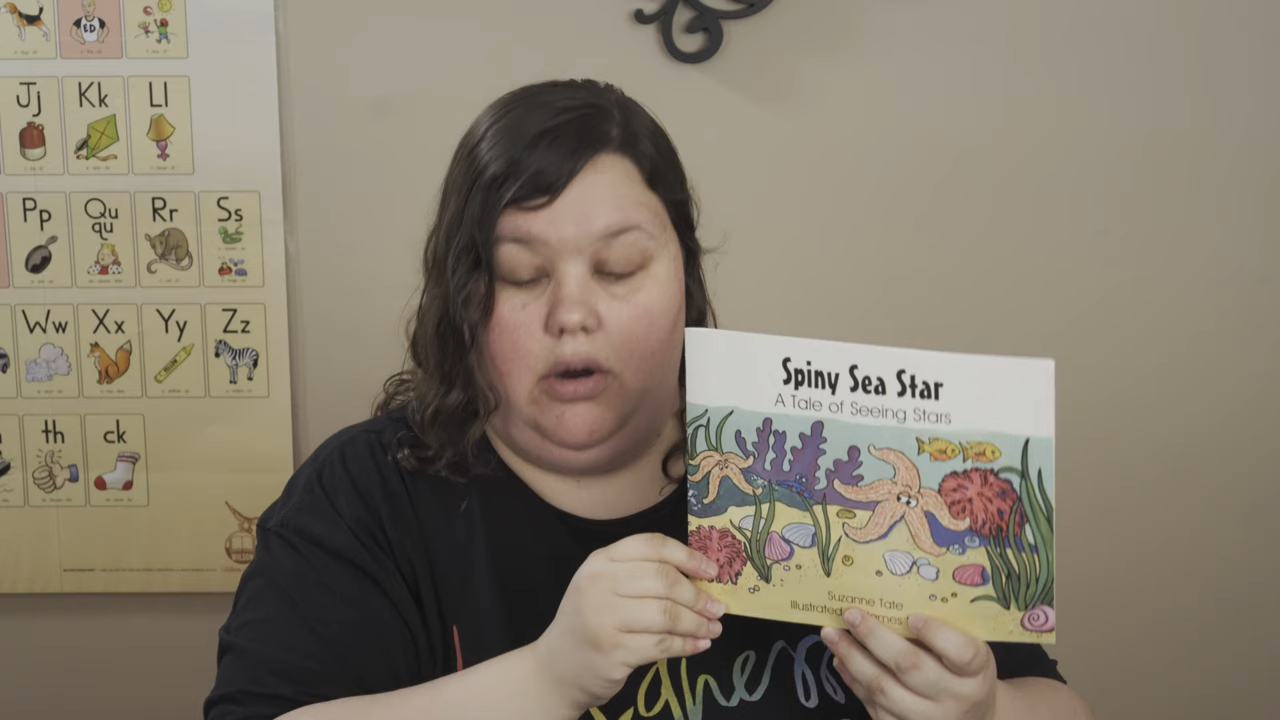 ED
Jj
Kk
Ll
Pp
Qu
qu
Rr
Ss
Ww
Xx
Yy
Zz
th
ck
Spiny Sea Star
A Tale of Seeing Stars
Suzanne Tate
Illustrated